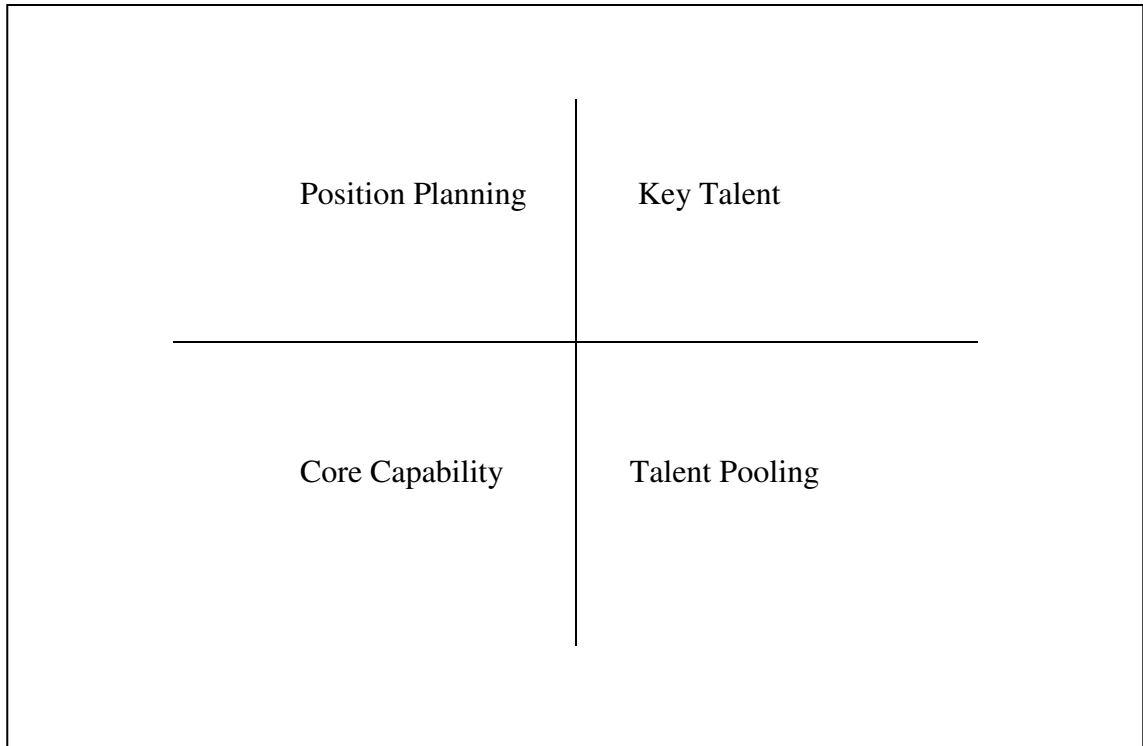 Position Planning
Key Talent
Core Capability
Talent Pooling